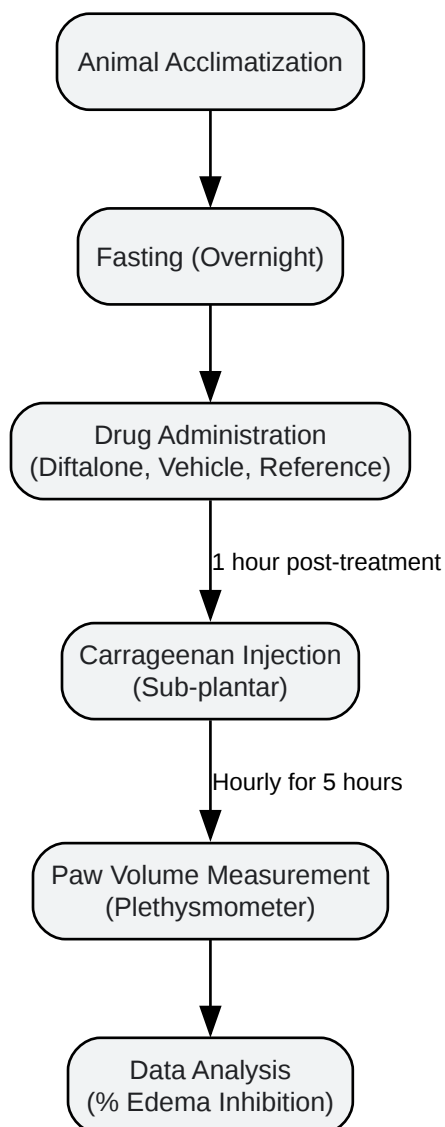 Animal Acclimatization
Fasting (Overnight)
Drug Administration
(Diftalone, Vehicle, Reference)
1 hour post-treatment
Carrageenan Injection
(Sub-plantar)
Hourly for 5 hours
Paw Volume Measurement
(Plethysmometer)
Data Analysis
(% Edema Inhibition)